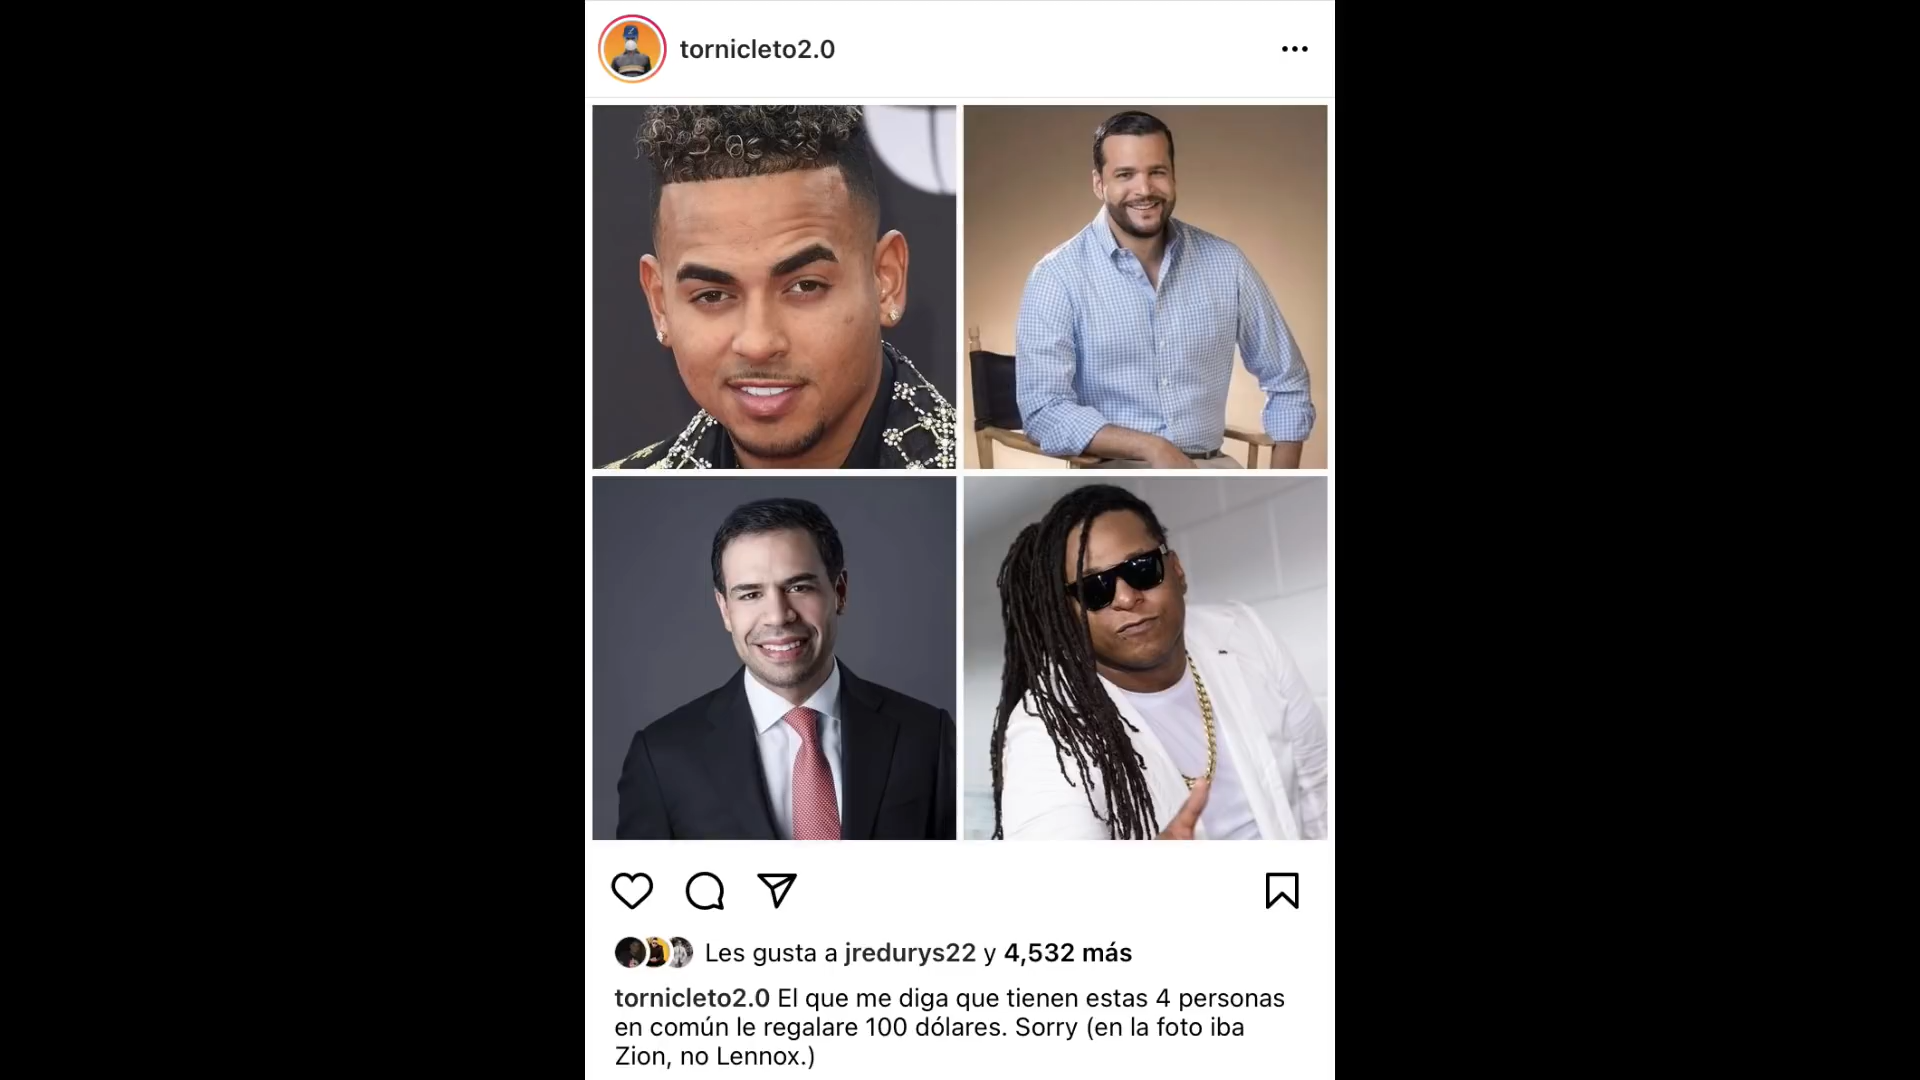 tornicleto2.0
Les gusta a jredurys22 y 4,532 más
tornicleto2.0 El que me diga que tienen estas 4 personas
en común le regalare 100 dólares. Sorry (en la foto iba
Zion, no Lennox.)